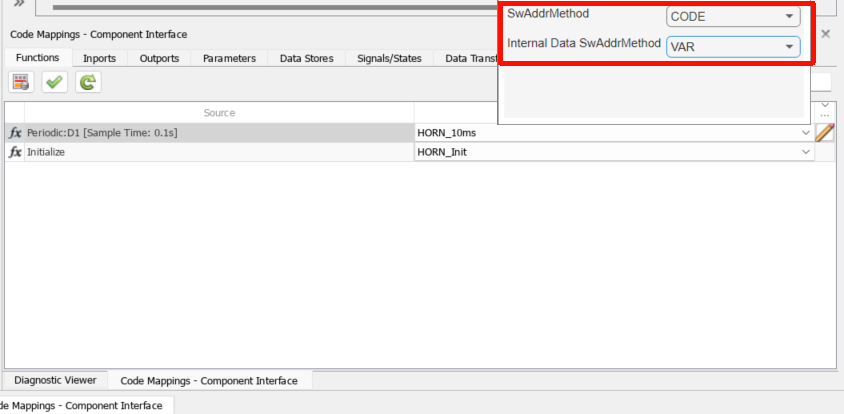 SwAddrMethod
CODE
Internal Data SwAddrMethod
VAR
Code Mappings - Component Interface
Functions Inports Outports Parameters Data Stores Signals/States Data Transf
Source
...
fx Periodic:D1 [Sample Time: 0.1s] HORN_10ms
fx Initialize HORN_Init
Diagnostic Viewer Code Mappings - Component Interface
de Mappings - Component Interface